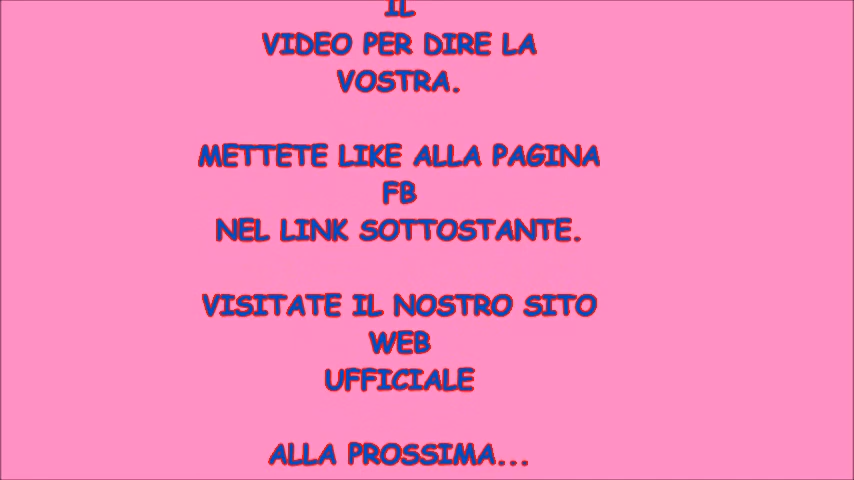 IL
VIDEO PER DIRE LA
VOSTRA.
METTETE LIKE ALLA PAGINA
FB
NEL LINK SOTTOSTANTE.
VISITATE IL NOSTRO SITO
WEB
UFFICIALE
ALLA PROSSIMA...